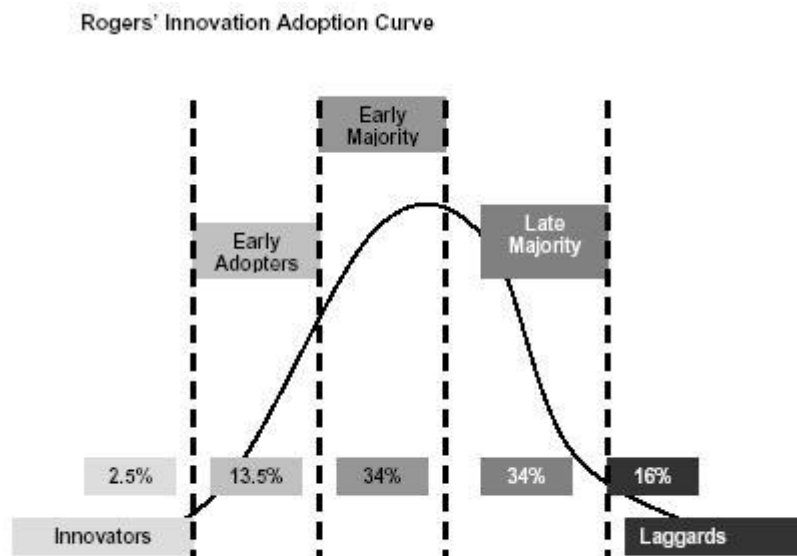 Rogers' Innovation Adoption Curve
Early
Majority
Early
Adopters
Late
Majority
2.5%
13.5%
34%
34%
16%
Innovators
Laggards